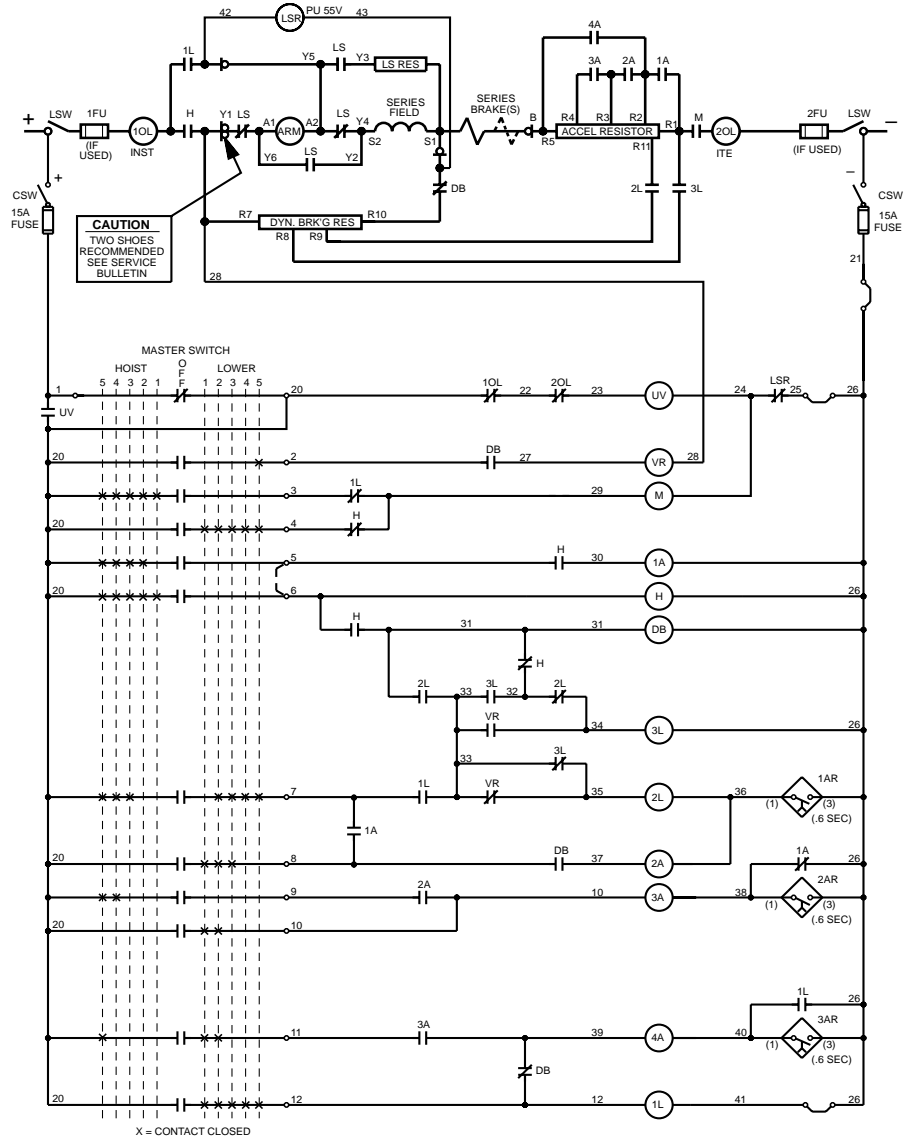 42 LSR PU 55V 43
4A
1L Y5 LS Y3 LS RES
3A 2A 1A
SERIES FIELD
SERIES BRAKE(S)
+ LSW 1FU 1OL H Y1 LS A1 ARM A2 LS Y4 S2 S1 B R5 R4 R3 R2 R1 M 2OL 2FU LSW −
ACCEL RESISTOR
(IF USED) INST Y6 LS Y2 R11 ITE (IF USED)
+ CSW 15A FUSE
DB 2L 3L
− CSW 15A FUSE
R7 DYN. BRK'G RES R10
R8 R9
CAUTION
TWO SHOES
RECOMMENDED
SEE SERVICE
BULLETIN
28
21
MASTER SWITCH
HOIST OFF LOWER
5 4 3 2 1 1 2 3 4 5
1 20 1OL 22 2OL 23 UV 24 LSR 25 26
UV
20 2 DB 27 VR 28
3 1L 29 M
20 4 H
5 H 30 1A
20 6 H 26
H 31 31 DB
H
2L 33 3L 32 2L
VR 34 3L 26
33 3L
7 1L VR 35 2L 36 1AR
(1) (3)
(.6 SEC)
1A
20 8 DB 37 2A 1A 26
9 2A 10 3A 38 2AR
(1) (3)
(.6 SEC)
20 10
1L 26
11 3A 39 4A 40 3AR
(1) (3)
(.6 SEC)
DB
20 12 12 1L 41 26
X = CONTACT CLOSED